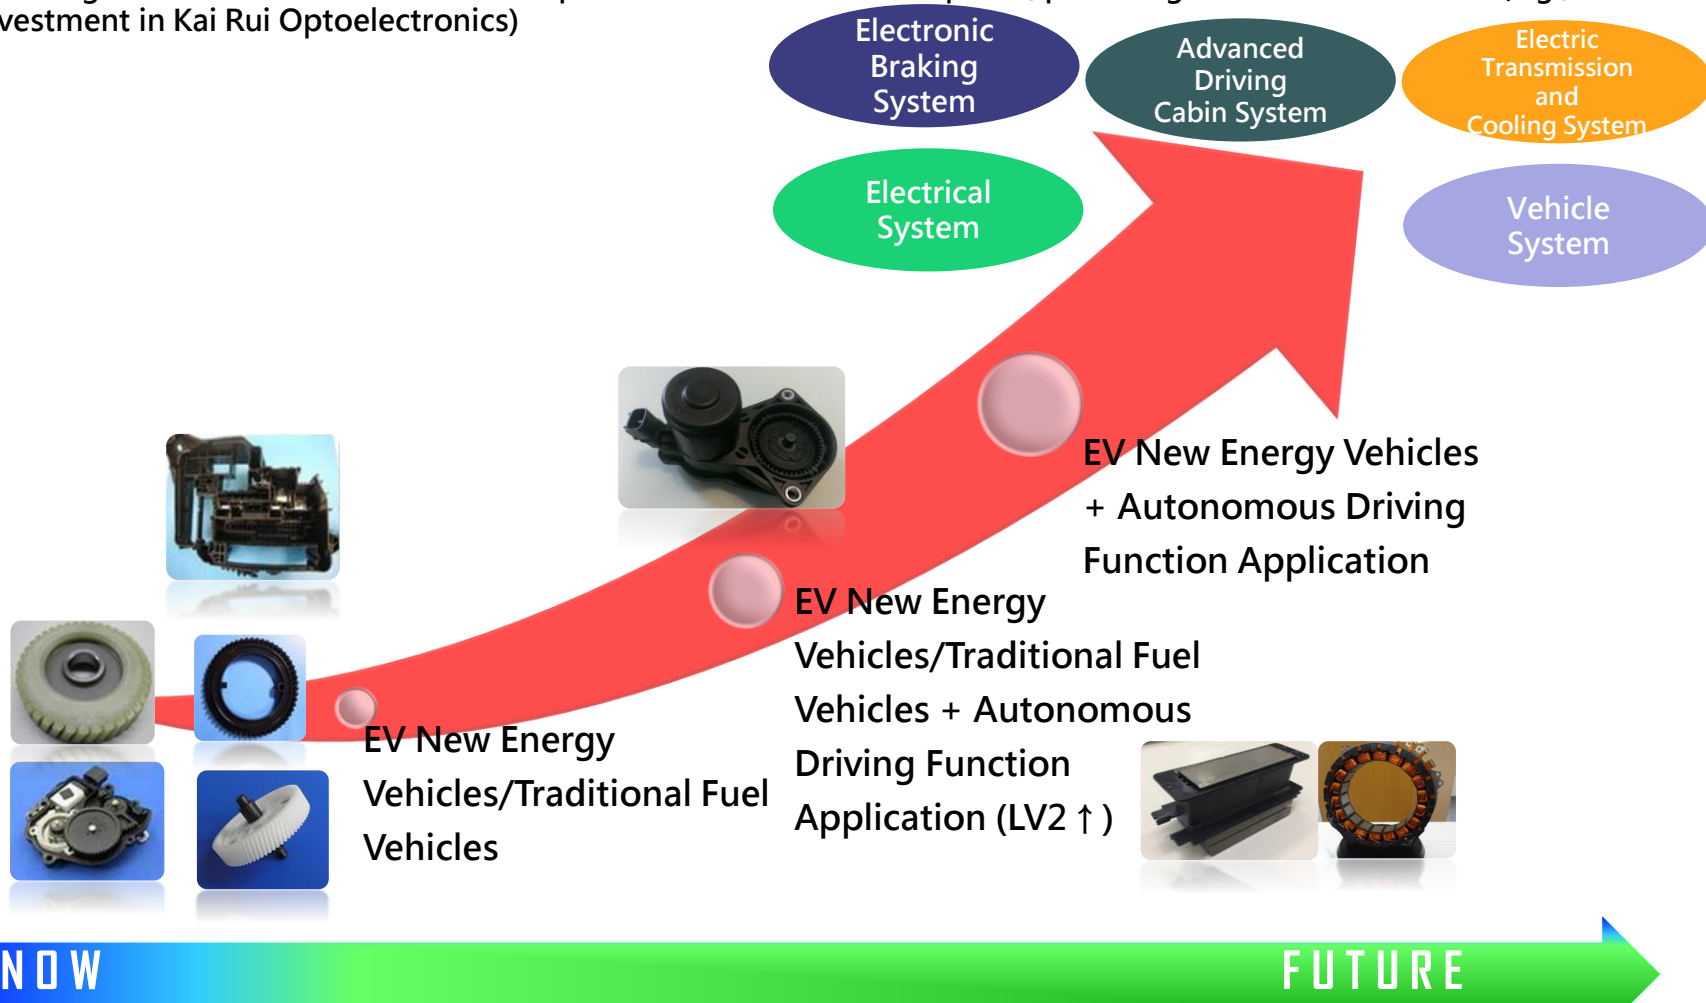 vestment in Kai Rui Optoelectronics)
Electronic
Braking
System
Advanced
Driving
Cabin System
Electric
Transmission
and
Cooling System
Electrical
System
Vehicle
System
EV New Energy Vehicles
+ Autonomous Driving
Function Application
EV New Energy
Vehicles/Traditional Fuel
Vehicles + Autonomous
Driving Function
Application (LV2 ↑ )
EV New Energy
Vehicles/Traditional Fuel
Vehicles
NOW
FUTURE